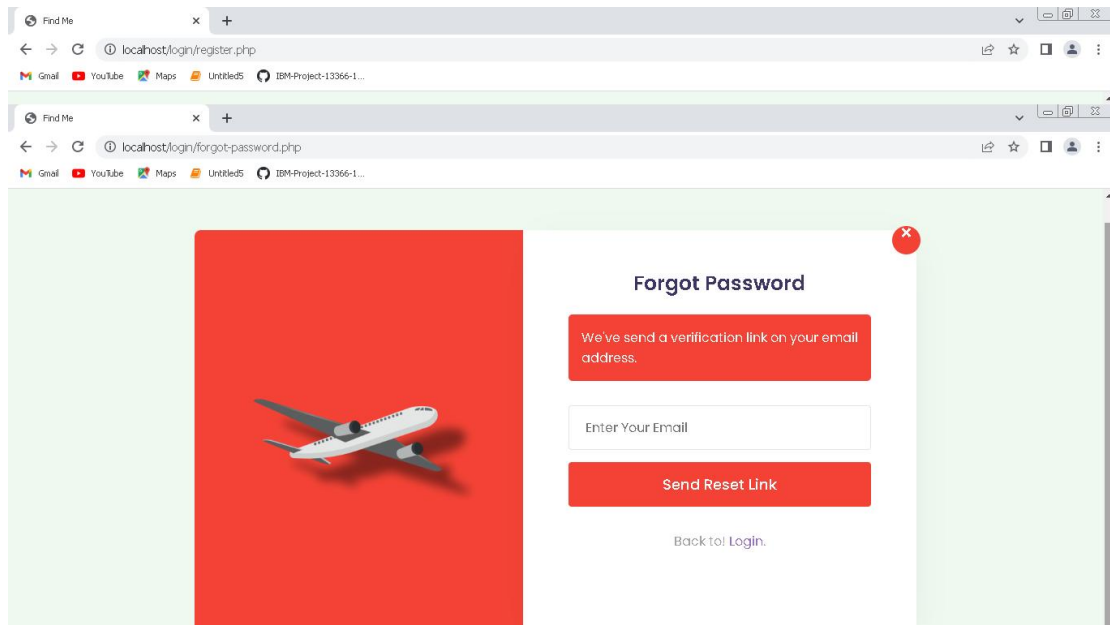 Find Me
localhost/login/register.php
Gmail YouTube Maps Untitled5 IBM-Project-13366-1...
Find Me
localhost/login/forgot-password.php
Gmail YouTube Maps Untitled5 IBM-Project-13366-1...
Forgot Password
We've send a verification link on your email
address.
Enter Your Email
Send Reset Link
Back to! Login.